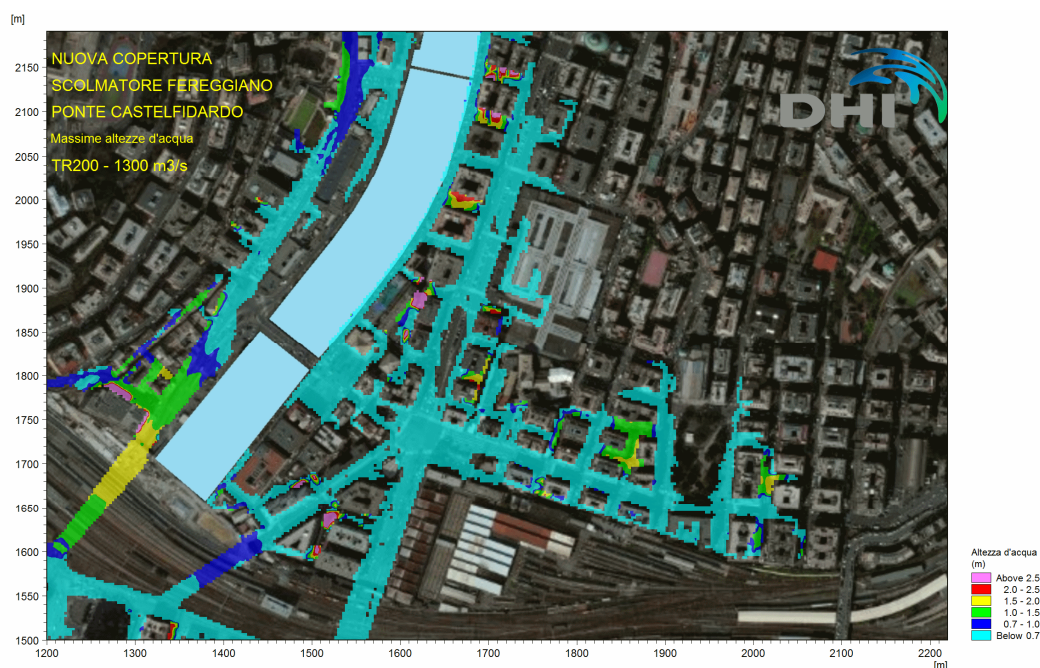 [m]
NUOVA COPERTURA
SCOLMATORE FEREGGIANO
PONTE CASTELFIDARDO
Massime altezze d'acqua
TR200 - 1300 m3/s
DHI
2150
2100
2050
2000
1950
1900
1850
1800
1750
1700
1650
1600
1550
1500
1200 1300 1400 1500 1600 1700 1800 1900 2000 2100 2200
[m]
Altezza d'acqua
(m)
Above 2.5
2.0 - 2.5
1.5 - 2.0
1.0 - 1.5
0.7 - 1.0
Below 0.7